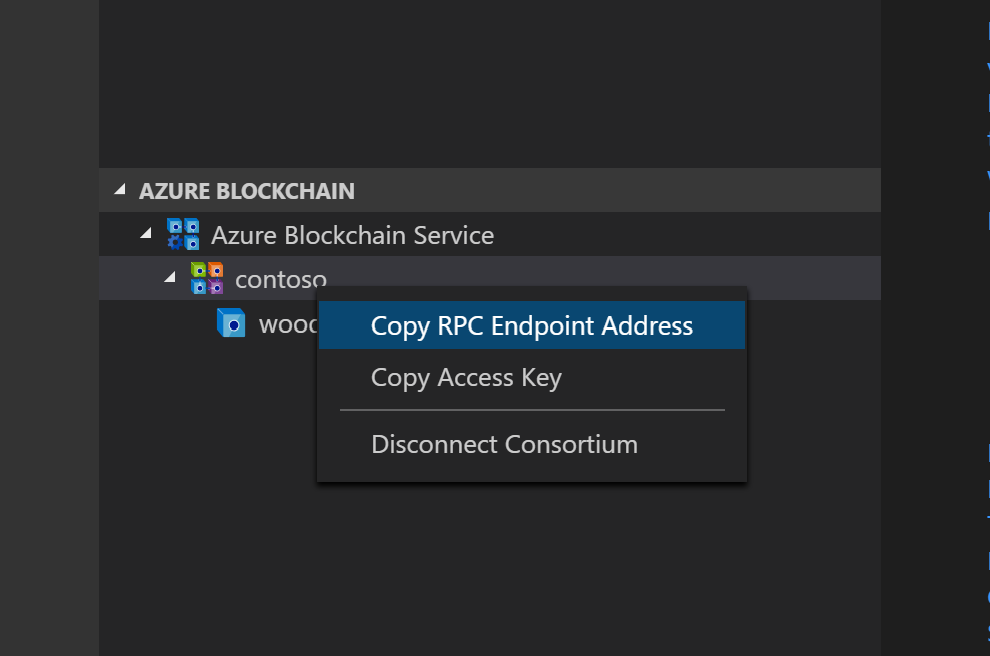 AZURE BLOCKCHAIN
Azure Blockchain Service
contoso
Copy RPC Endpoint Address
Copy Access Key
Disconnect Consortium